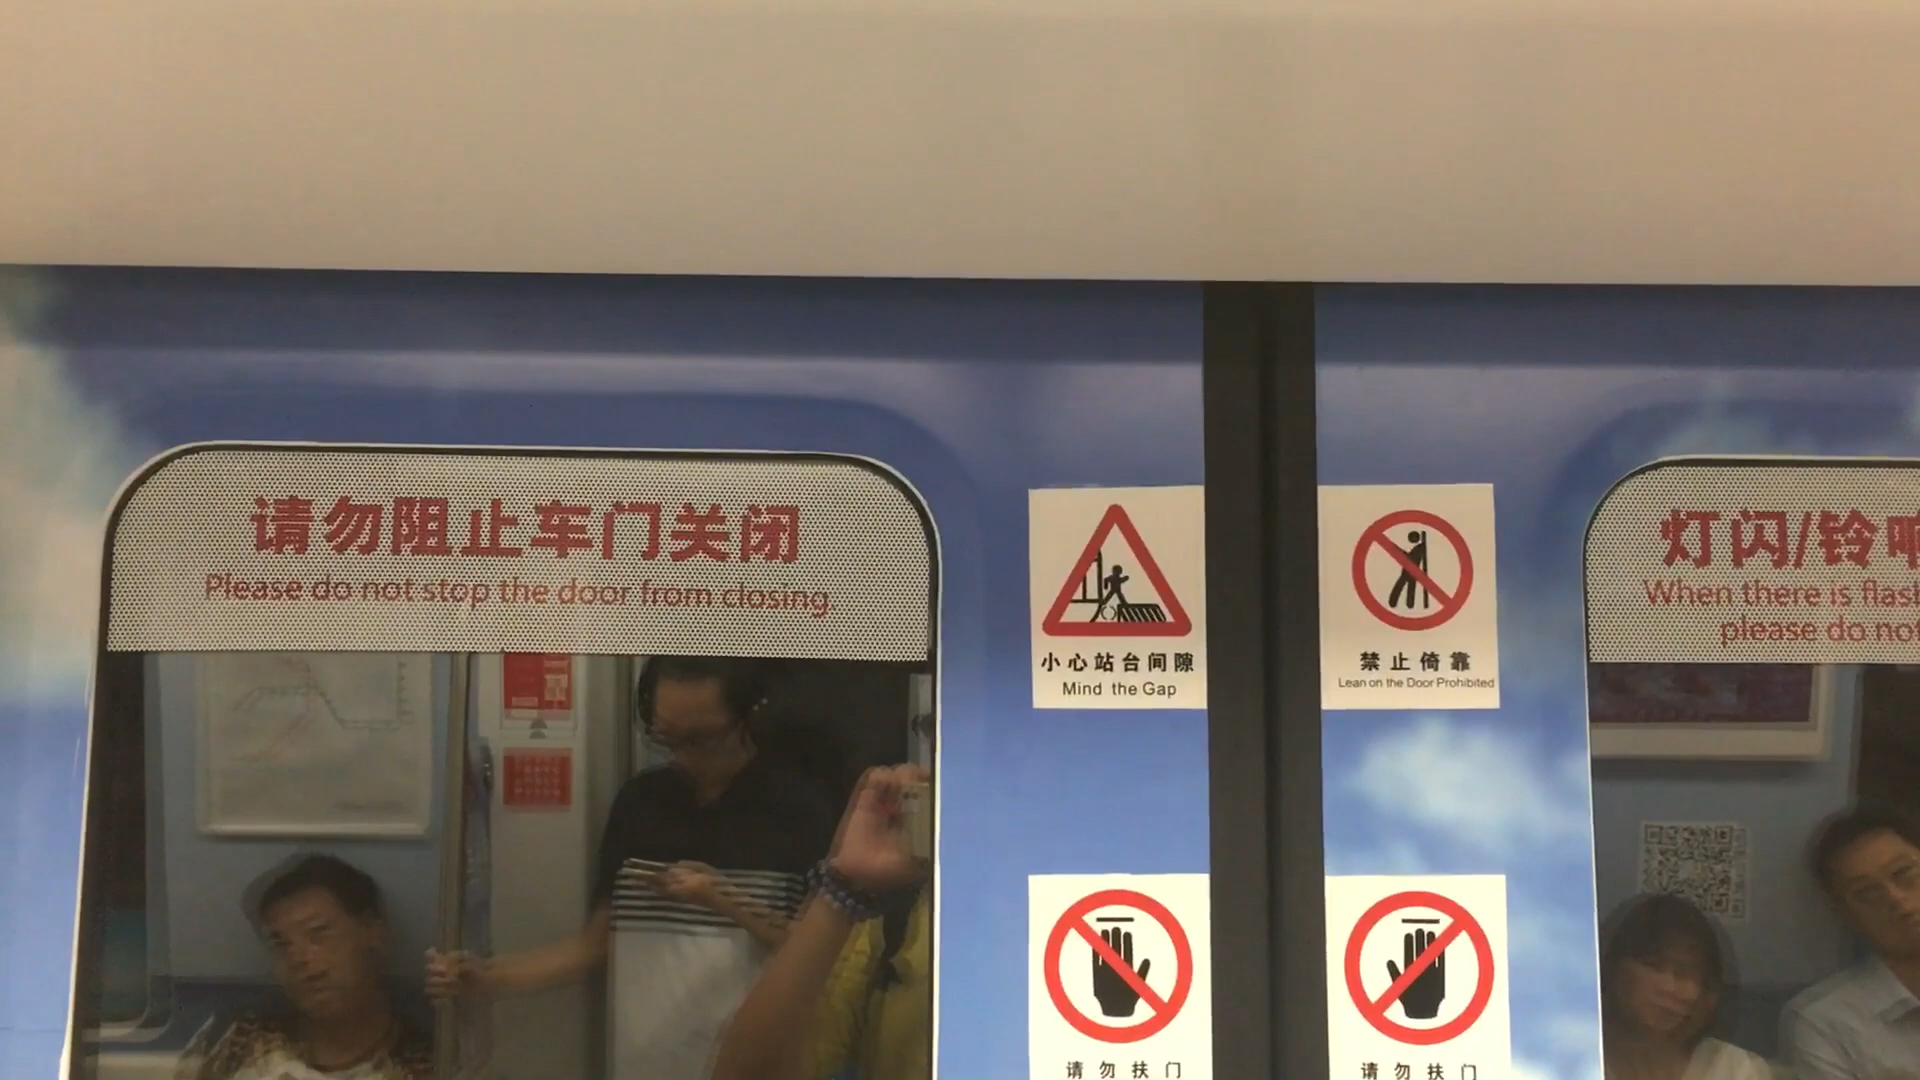 请勿阻止车门关闭
Please do not stop the door from closing
小心站台间隙
Mind the Gap
禁止倚靠
Lean on the Door Prohibited
灯闪/铃
When there is
please do not
请勿扶门
请勿扶门